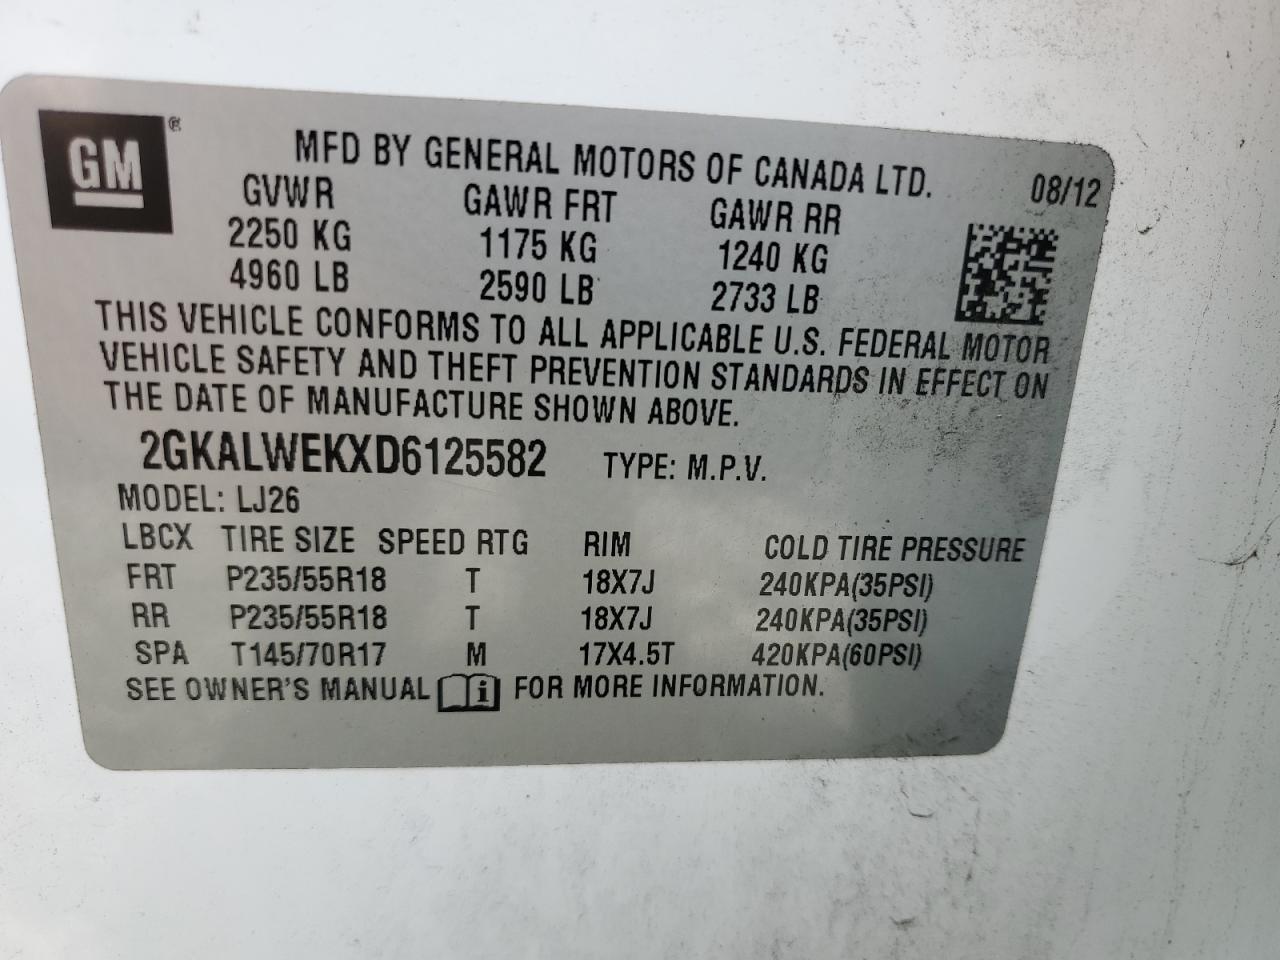 GM®
MFD BY GENERAL MOTORS OF CANADA LTD.
08/12
GVWR GAWR FRT GAWR RR
2250 KG 1175 KG 1240 KG
4960 LB 2590 LB 2733 LB
THIS VEHICLE CONFORMS TO ALL APPLICABLE U.S. FEDERAL MOTOR
VEHICLE SAFETY AND THEFT PREVENTION STANDARDS IN EFFECT ON
THE DATE OF MANUFACTURE SHOWN ABOVE.
2GKALWEKXD6125582 TYPE: M.P.V.
MODEL: LJ26
LBCX TIRE SIZE SPEED RTG RIM COLD TIRE PRESSURE
FRT P235/55R18 T 18X7J 240KPA(35PSI)
RR P235/55R18 T 18X7J 240KPA(35PSI)
SPA T145/70R17 M 17X4.5T 420KPA(60PSI)
SEE OWNER'S MANUAL i FOR MORE INFORMATION.